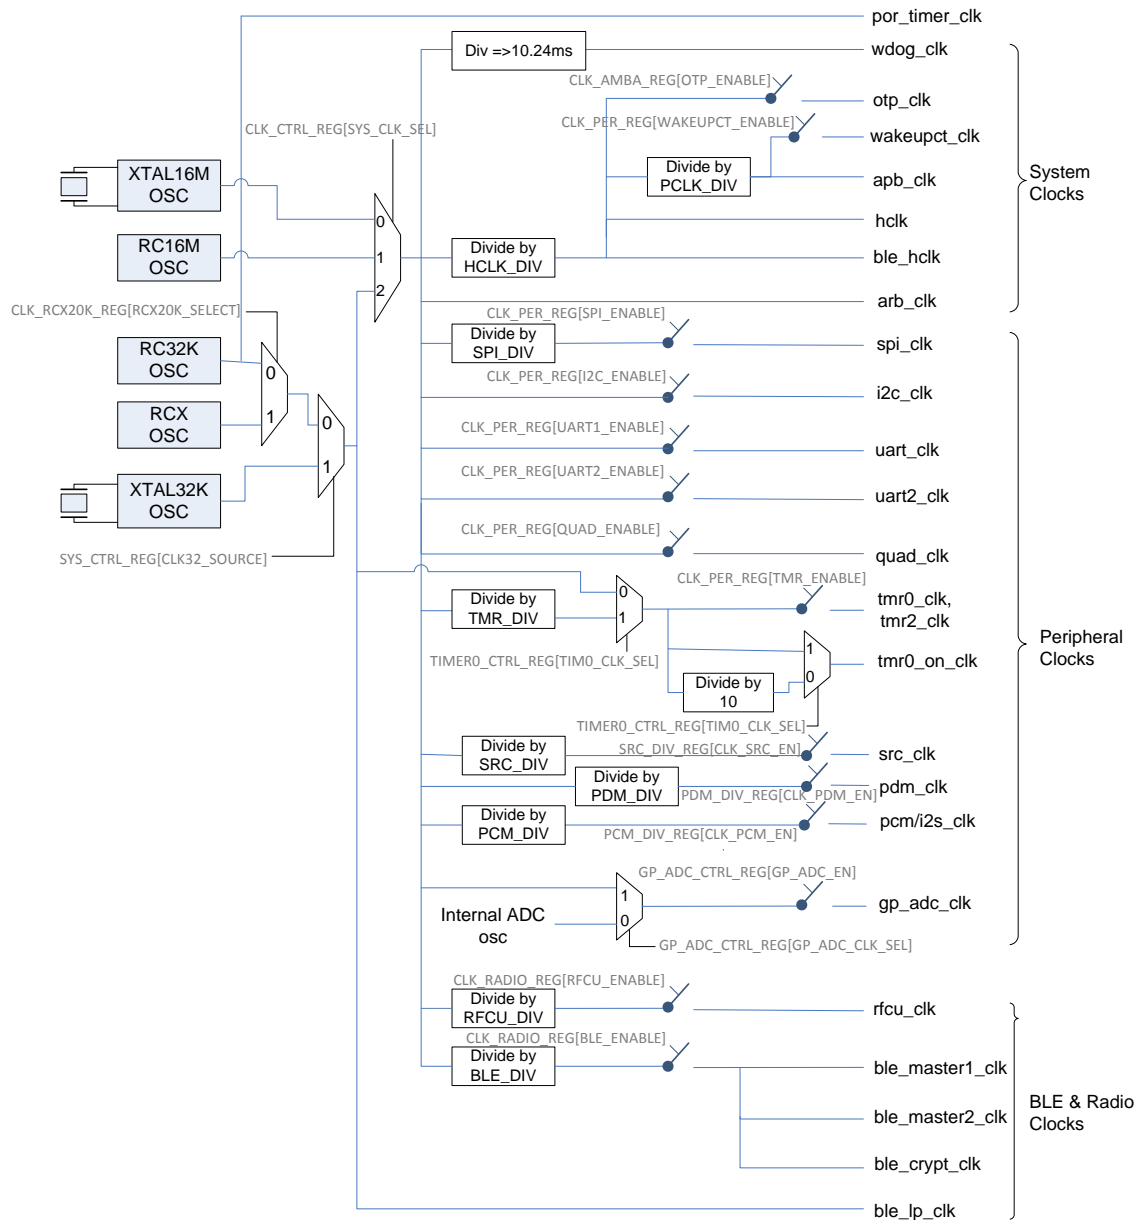 por_timer_clk
Div =>10.24ms
wdog_clk
CLK_AMBA_REG[OTP_ENABLE]
otp_clk
CLK_CTRL_REG[SYS_CLK_SEL]
CLK_PER_REG[WAKEUPCT_ENABLE]
wakeupct_clk
XTAL16M
OSC
Divide by
PCLK_DIV
apb_clk
System
Clocks
0
hclk
RC16M
OSC
1
Divide by
HCLK_DIV
ble_hclk
2
arb_clk
CLK_RCX20K_REG[RCX20K_SELECT]
CLK_PER_REG[SPI_ENABLE]
RC32K
OSC
0
Divide by
SPI_DIV
spi_clk
CLK_PER_REG[I2C_ENABLE]
i2c_clk
RCX
OSC
1
0
CLK_PER_REG[UART1_ENABLE]
uart_clk
1
CLK_PER_REG[UART2_ENABLE]
XTAL32K
OSC
uart2_clk
CLK_PER_REG[QUAD_ENABLE]
SYS_CTRL_REG[CLK32_SOURCE]
quad_clk
CLK_PER_REG[TMR_ENABLE]
0
Divide by
TMR_DIV
1
tmr0_clk,
tmr2_clk
Peripheral
Clocks
TIMER0_CTRL_REG[TIM0_CLK_SEL]
1
tmr0_on_clk
0
Divide by
10
TIMER0_CTRL_REG[TIM0_CLK_SEL]
Divide by
SRC_DIV
SRC_DIV_REG[CLK_SRC_EN]
src_clk
Divide by
PDM_DIV
PDM_DIV_REG[CLK_PDM_EN]
pdm_clk
Divide by
PCM_DIV
PCM_DIV_REG[CLK_PCM_EN]
pcm/i2s_clk
GP_ADC_CTRL_REG[GP_ADC_EN]
1
gp_adc_clk
Internal ADC
osc
0
GP_ADC_CTRL_REG[GP_ADC_CLK_SEL]
CLK_RADIO_REG[RFCU_ENABLE]
Divide by
RFCU_DIV
rfcu_clk
CLK_RADIO_REG[BLE_ENABLE]
Divide by
BLE_DIV
ble_master1_clk
BLE & Radio
Clocks
ble_master2_clk
ble_crypt_clk
ble_lp_clk